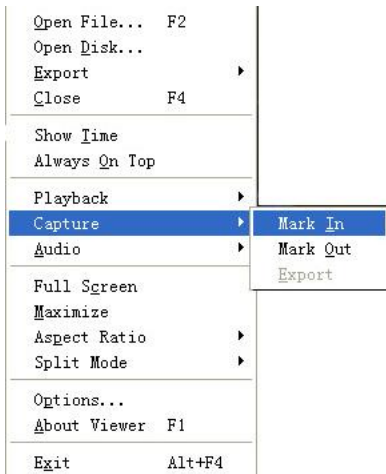 Open File... F2
Open Disk...
Export
Close F4
Show Time
Always On Top
Playback
Capture
Audio
Full Screen
Maximize
Aspect Ratio
Split Mode
Options...
About Viewer F1
Exit Alt+F4
Mark In
Mark Out
Export